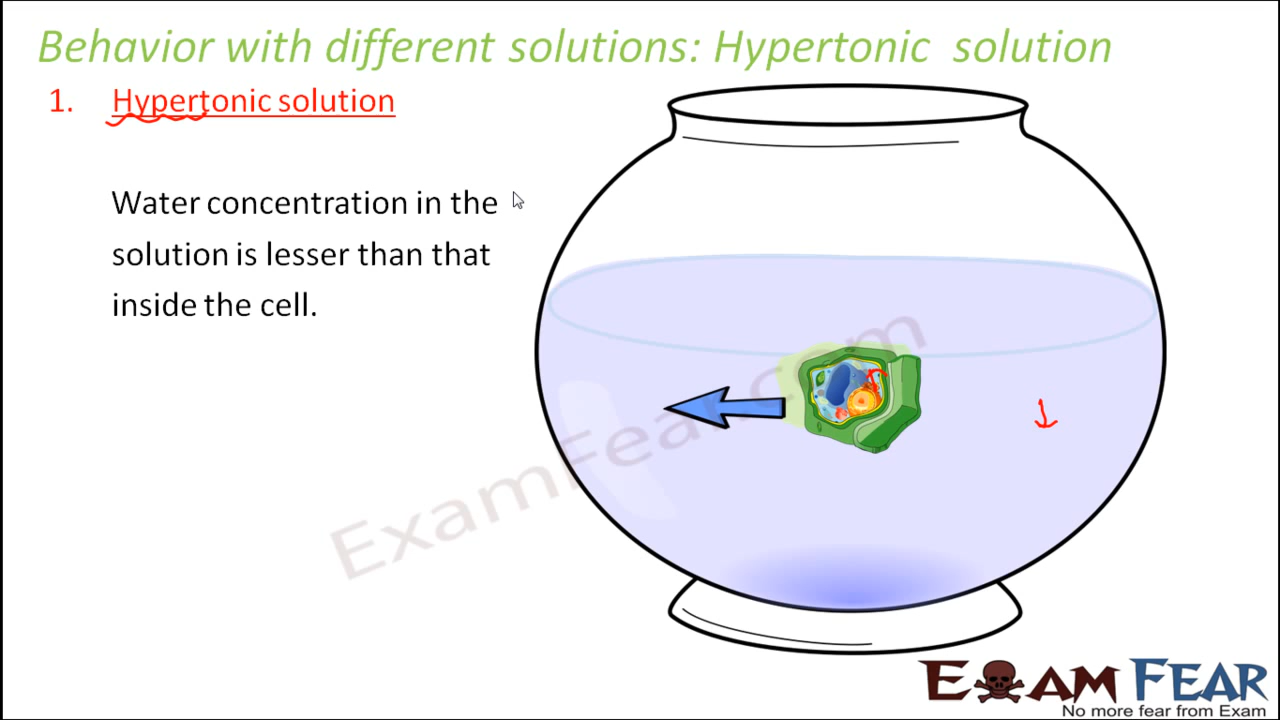 Behavior with different solutions: Hypertonic solution
1. Hypertonic solution
Water concentration in the
solution is lesser than that
inside the cell.
ExamFear.com
EXAM FEAR
No more fear from Exam